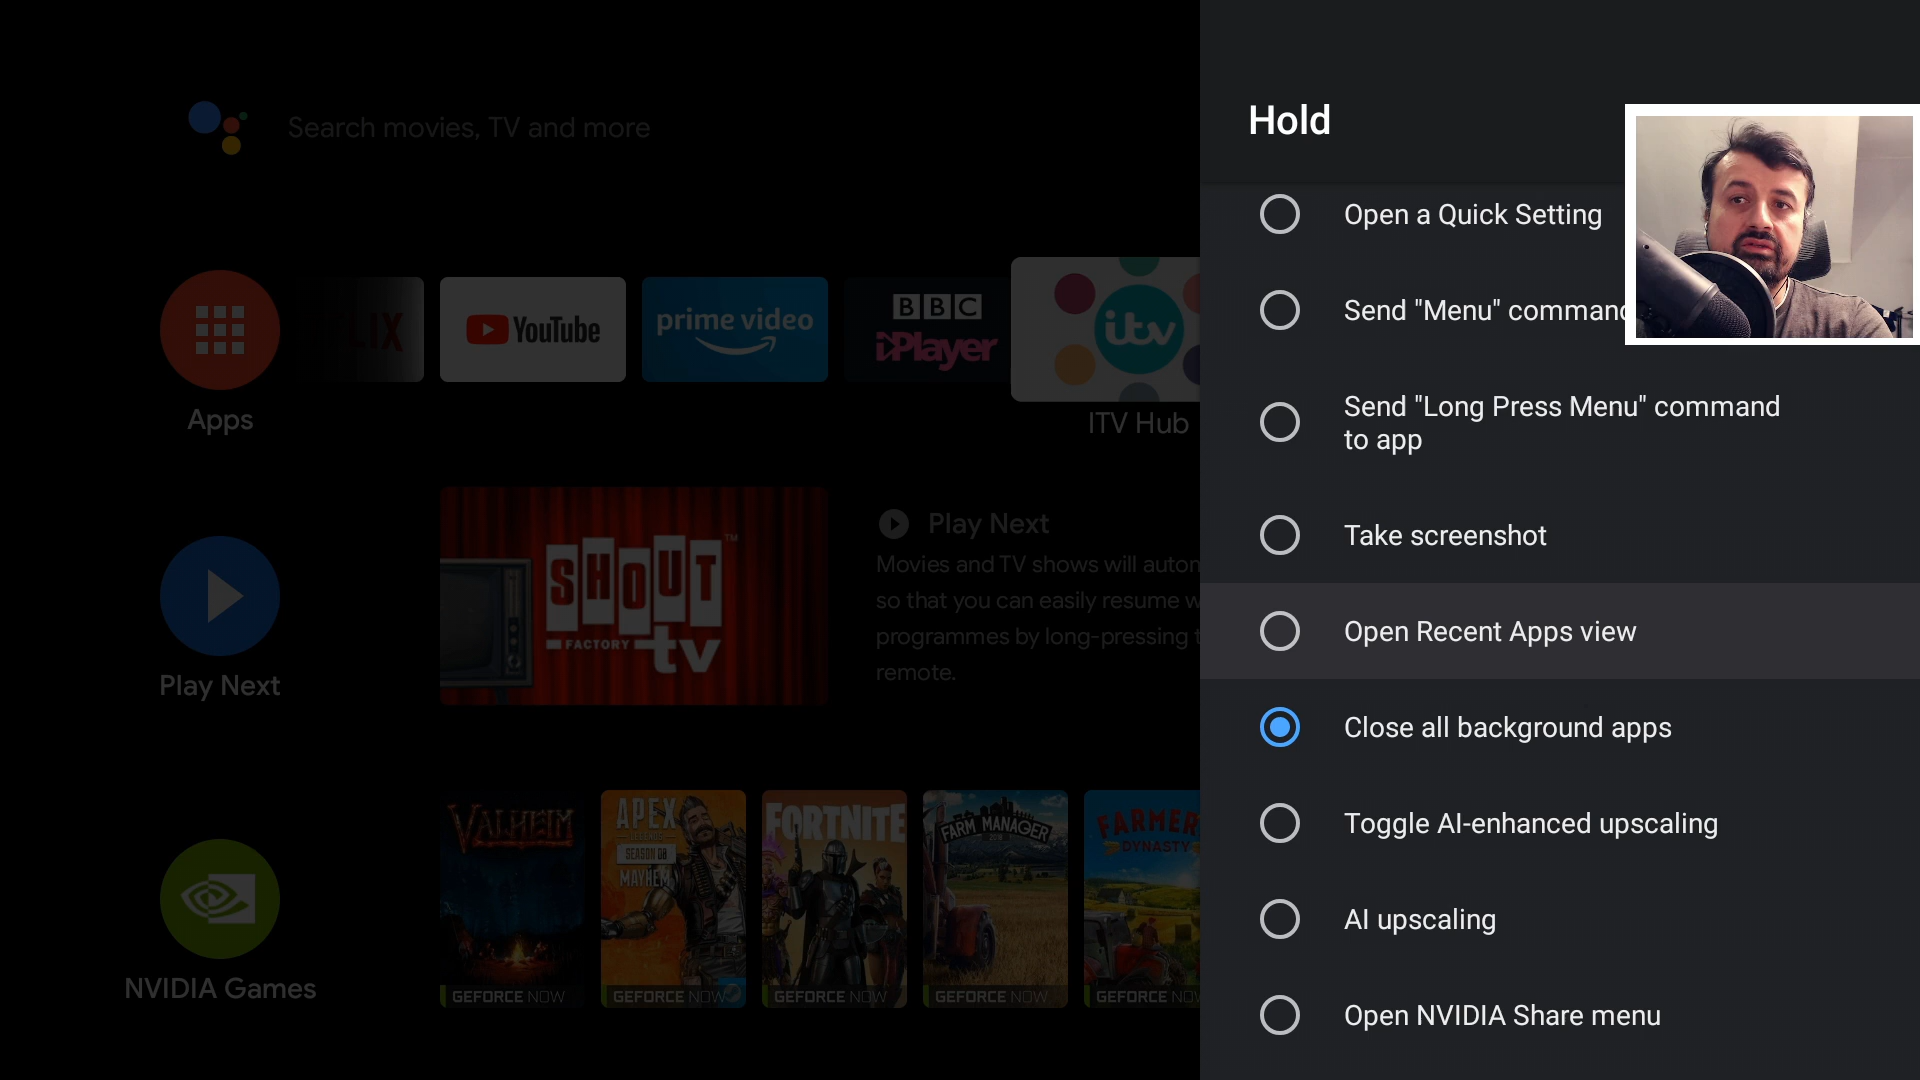 Search movies, TV and more
Hold
Open a Quick Setting
Send "Menu" command
Send "Long Press Menu" command
to app
Take screenshot
Open Recent Apps view
Close all background apps
Toggle AI-enhanced upscaling
AI upscaling
Open NVIDIA Share menu
Apps
LIX
YouTube
prime video
BBC
iPlayer
itv
ITV Hub
Play Next
SHOUT™
FACTORY
tv
Play Next
Movies and TV shows will
so that you can easily resume
programmes by long-pressing
remote.
NVIDIA Games
VALHEIM
GEFORCE NOW
APEX
LEGENDS
SEASON 08
MAYHEM
GEFORCE NOW
FORTNITE
GEFORCE NOW
FARM MANAGER
GEFORCE NOW
FARMER
DYNASTY
GEFORCE